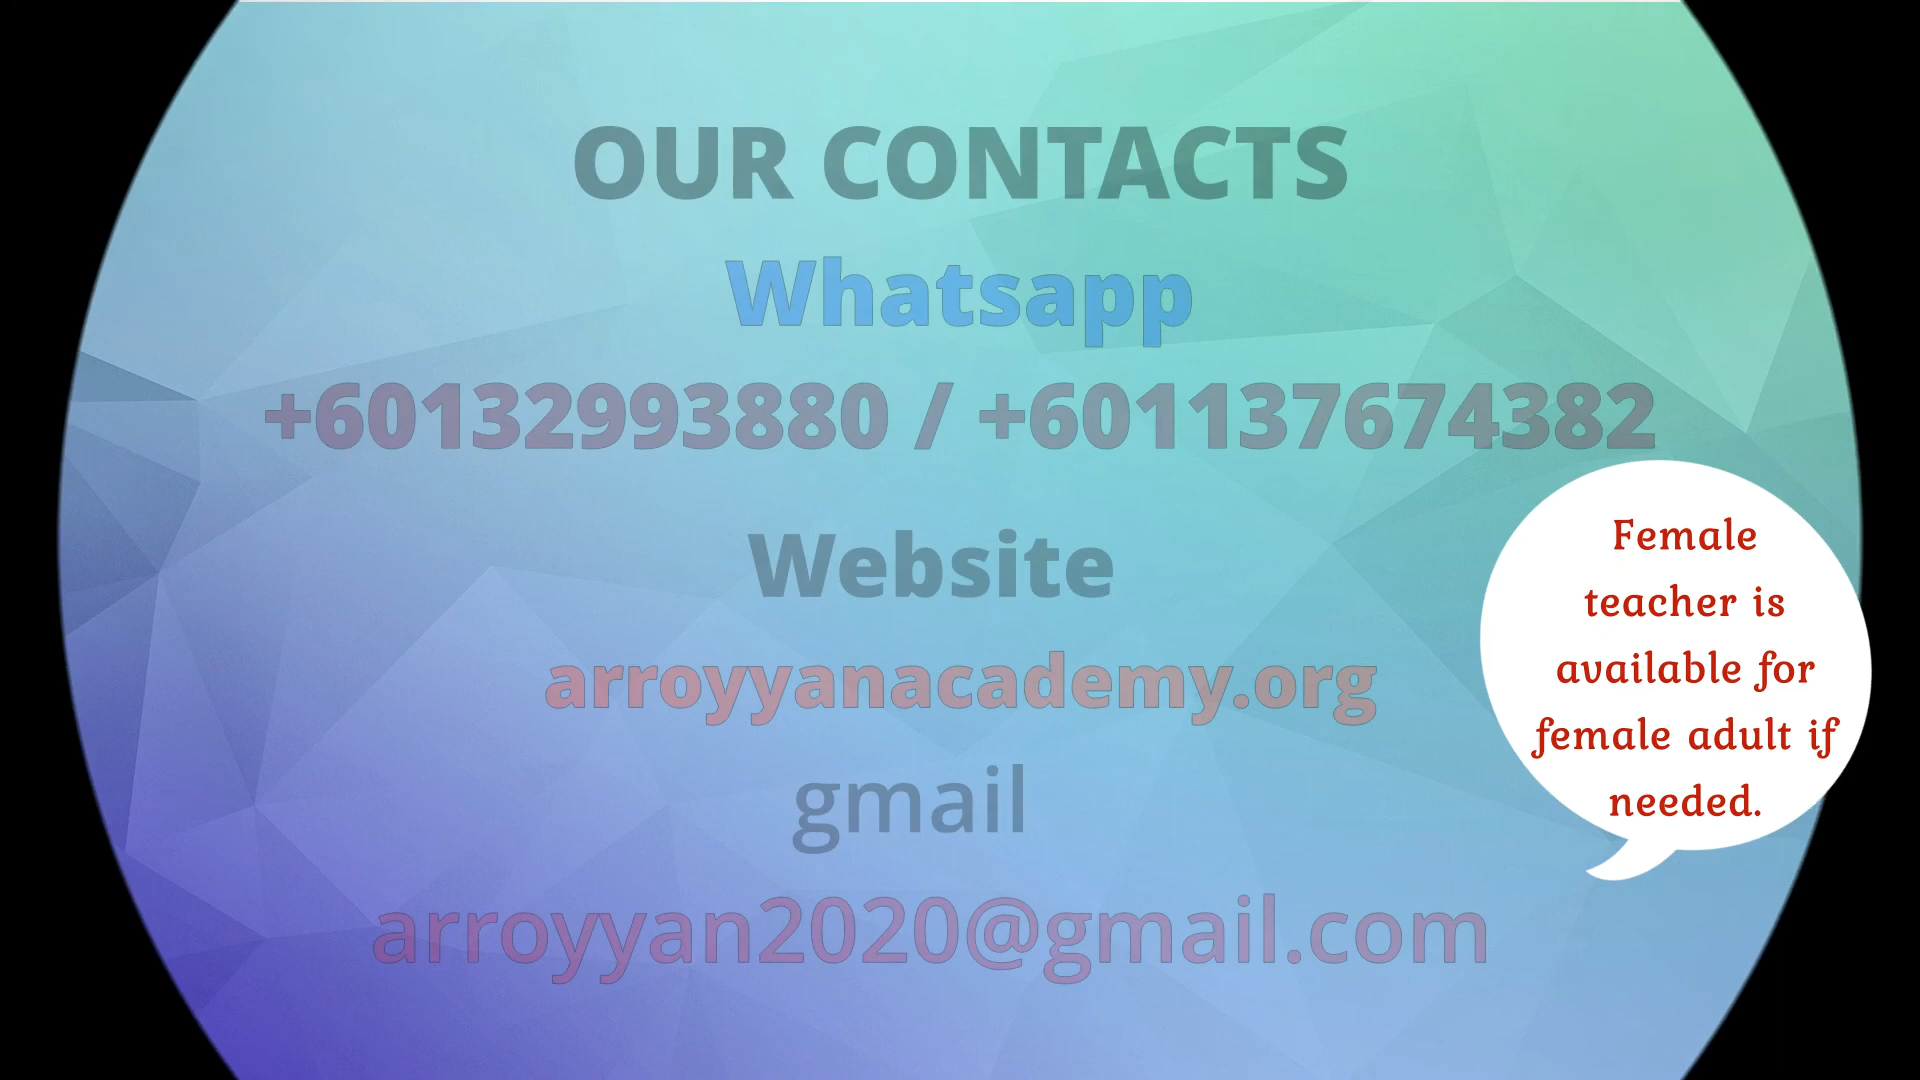 OUR CONTACTS
Whatsapp
+60132993880 / +601137674382
Website
arroyyanacademy.org
gmail
arroyyan2020@gmail.com
Female
teacher is
available for
female adult if
needed.